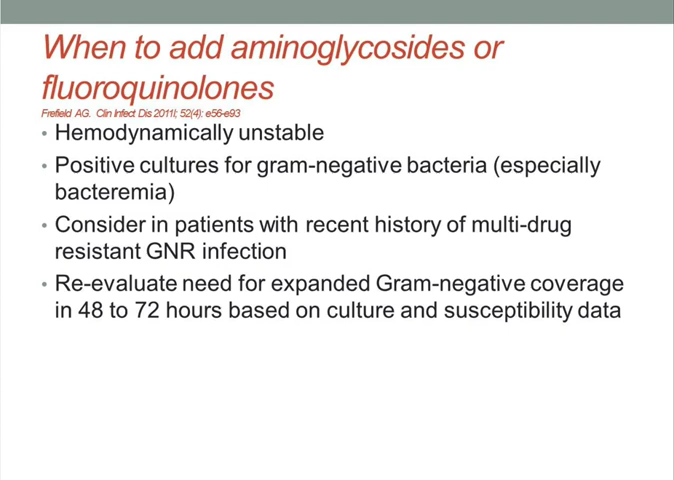 When to add aminoglycosides or
fluoroquinolones
Frefield AG. Clin Infect Dis 2011l; 52(4): e56-e93
• Hemodynamically unstable
• Positive cultures for gram-negative bacteria (especially
bacteremia)
• Consider in patients with recent history of multi-drug
resistant GNR infection
• Re-evaluate need for expanded Gram-negative coverage
in 48 to 72 hours based on culture and susceptibility data